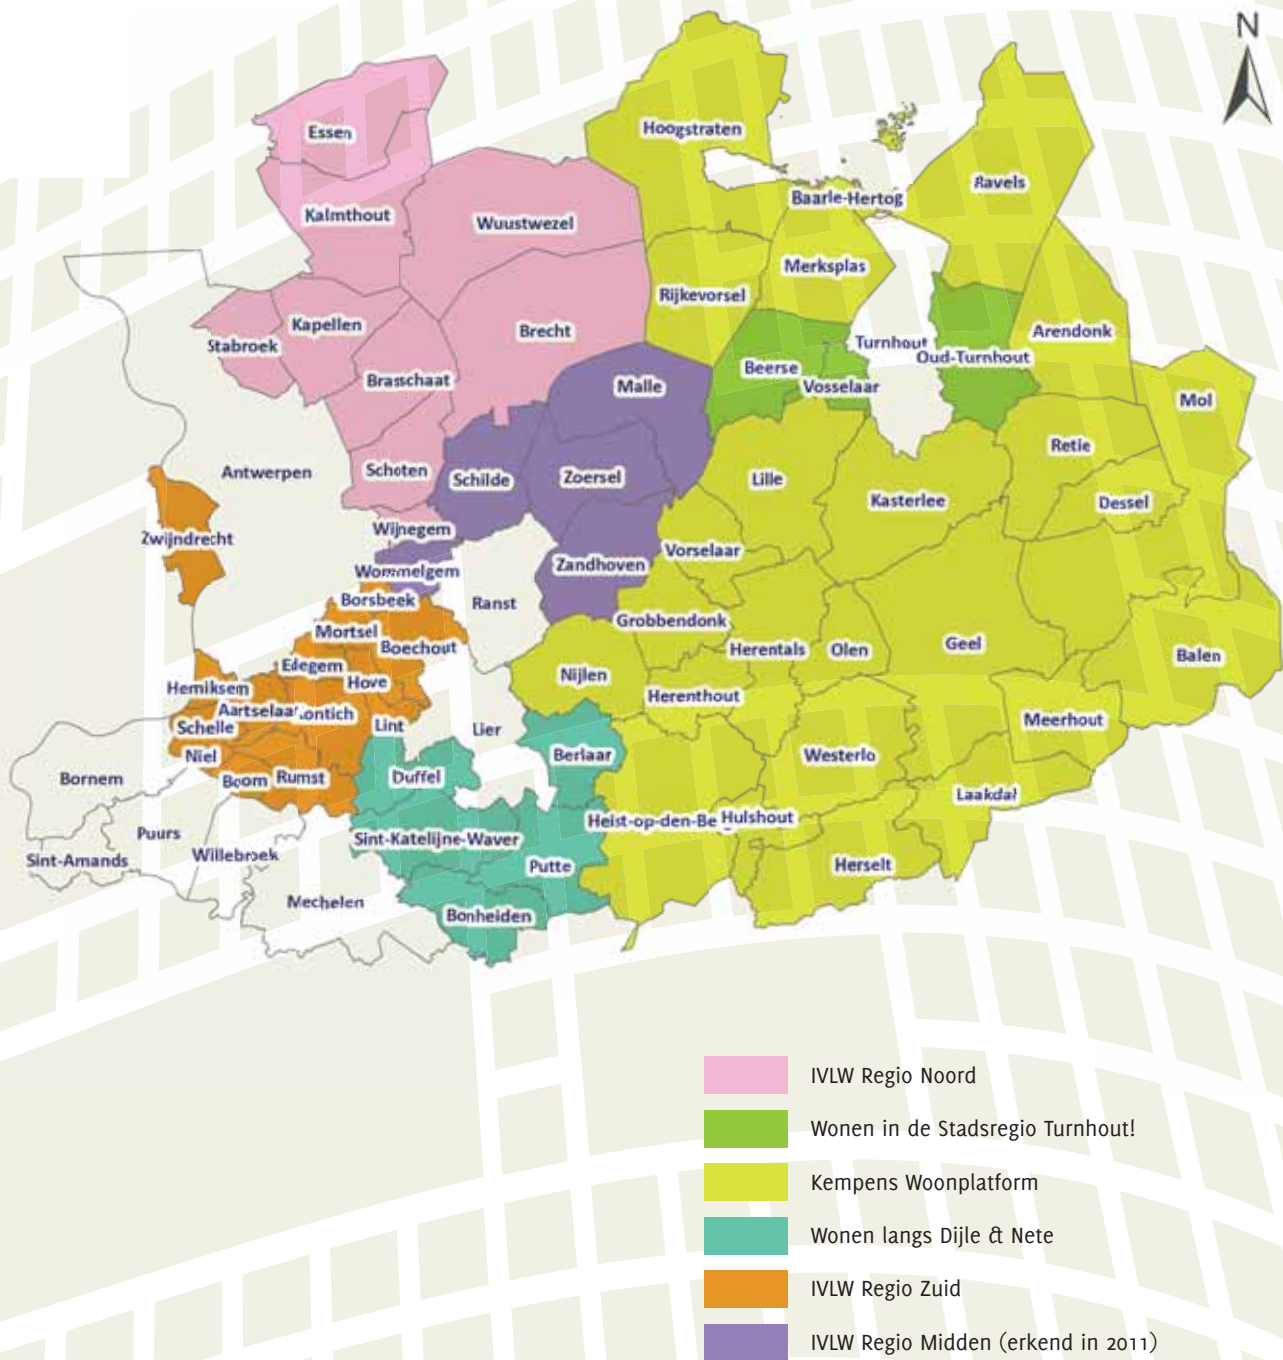 N
Essen
Hoogstraten
Ravels
Baarle-Hertog
Kalmthout
Wuustwezel
Merksplas
Rijkevorsel
Kapellen
Brecht
Arendonk
Stabroek
Turnhout
Oud-Turnhout
Beerse
Brasschaat
Malle
Vosselaar
Mol
Retie
Antwerpen
Schoten
Schilde
Zoersel
Lille
Kasterlee
Dessel
Wijnegem
Zwijndrecht
Vorselaar
Wommelgem
Zandhoven
Borsbeek
Ranst
Grobbendonk
Mortsel
Boechout
Herentals
Olen
Geel
Balen
Edegem
Hove
Nijlen
Hemiksem
Herenthout
Aartselaar
Kontich
Meerhout
Schelle
Lint
Lier
Niel
Berlaar
Westerlo
Bornem
Boom
Rumst
Duffel
Laakdal
Heist-op-den-Be
Hulshout
Puurs
Sint-Katelijne-Waver
Willebroek
Sint-Amands
Putte
Herselt
Mechelen
Bonheiden
IVLW Regio Noord
Wonen in de Stadsregio Turnhout!
Kempens Woonplatform
Wonen langs Dijle & Nete
IVLW Regio Zuid
IVLW Regio Midden (erkend in 2011)